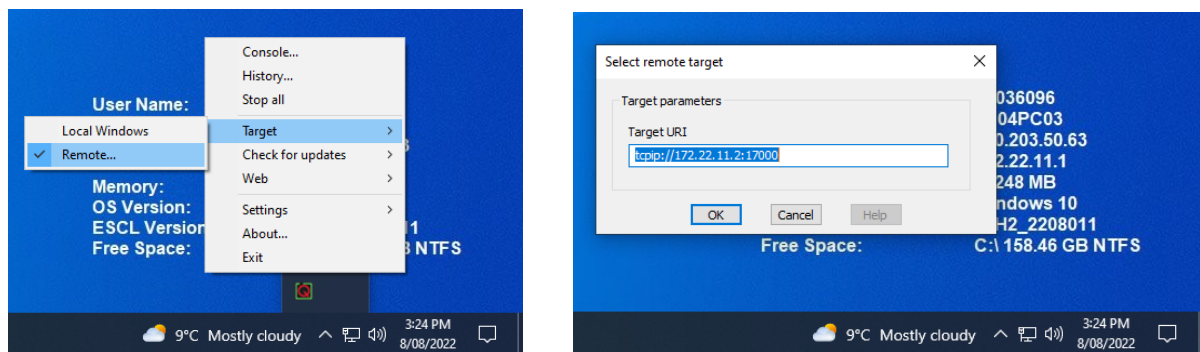 Console...
History...
Stop all
User Name:
Local Windows
Target
Remote...
Check for updates
Web
Memory:
OS Version:
Settings
ESCL Version
11
About...
Free Space:
B NTFS
Exit
9°C Mostly cloudy
3:24 PM
8/08/2022
Select remote target
Target parameters
Target URI
tcpip://172.22.11.2:17000
OK
Cancel
Help
036096
04PC03
0.203.50.63
2.22.11.1
248 MB
ndows 10
H2_2208011
Free Space:
C:\ 158.46 GB NTFS
9°C Mostly cloudy
3:24 PM
8/08/2022